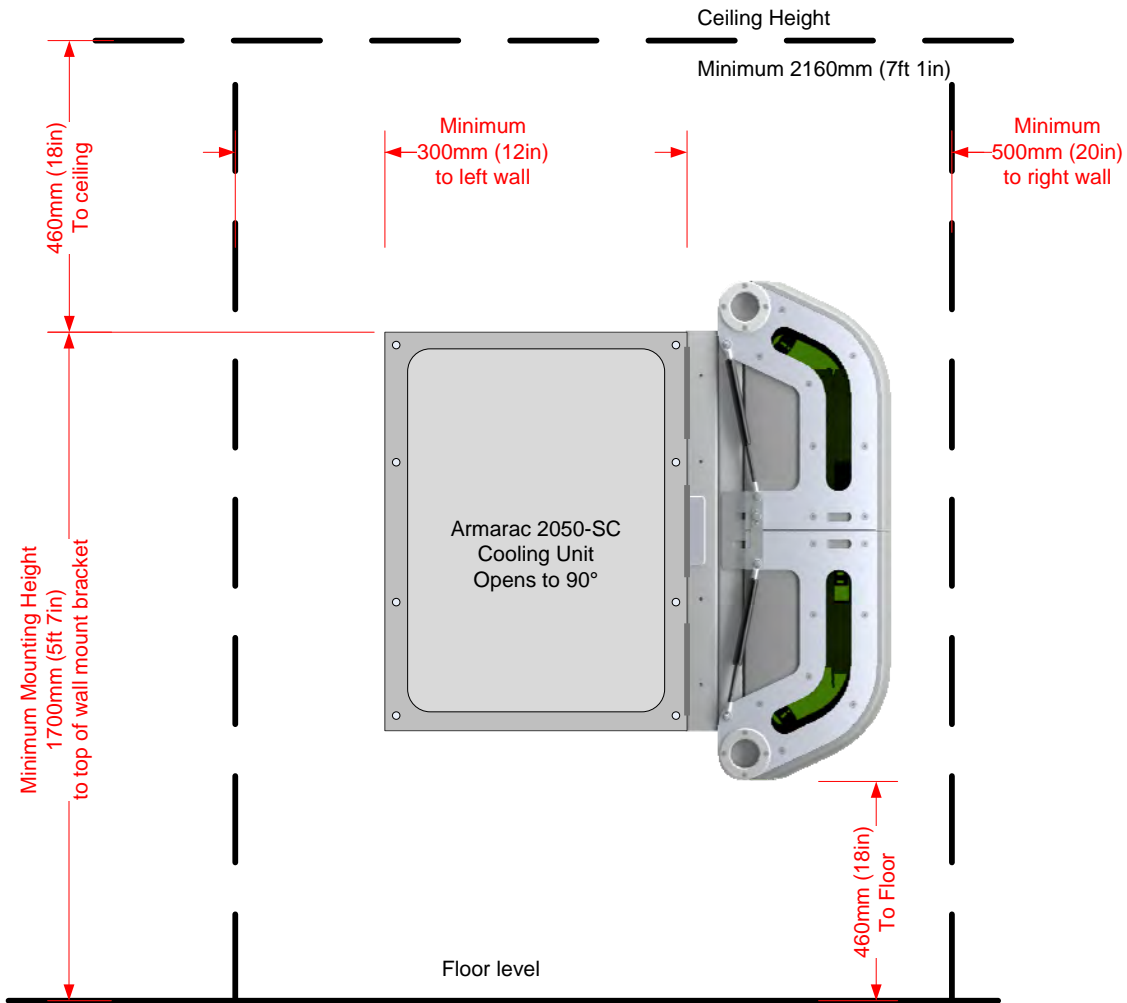 Ceiling Height
Minimum 2160mm (7ft 1in)
460mm (18in)
To ceiling
Minimum
300mm (12in)
to left wall
Minimum
500mm (20in)
to right wall
Armarac 2050-SC
Cooling Unit
Opens to 90°
Minimum Mounting Height
1700mm (5ft 7in)
to top of wall mount bracket
460mm (18in)
To Floor
Floor level